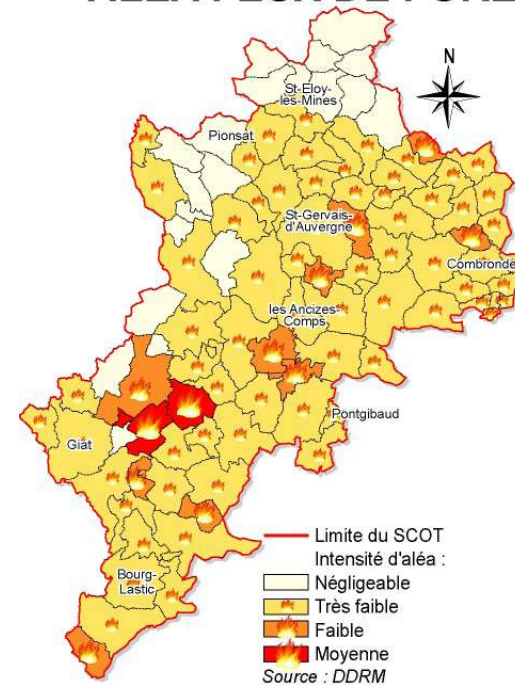 N
St-Eloy-
les-Mines
Pionsat
St-Gervais-
d'Auvergne
Combronde
les Ancizes-
Comps
Pontgibaud
Giat
Bourg-
Lastic
Limite du SCOT
Intensité d'aléa :
Négligeable
Très faible
Faible
Moyenne
Source : DDRM